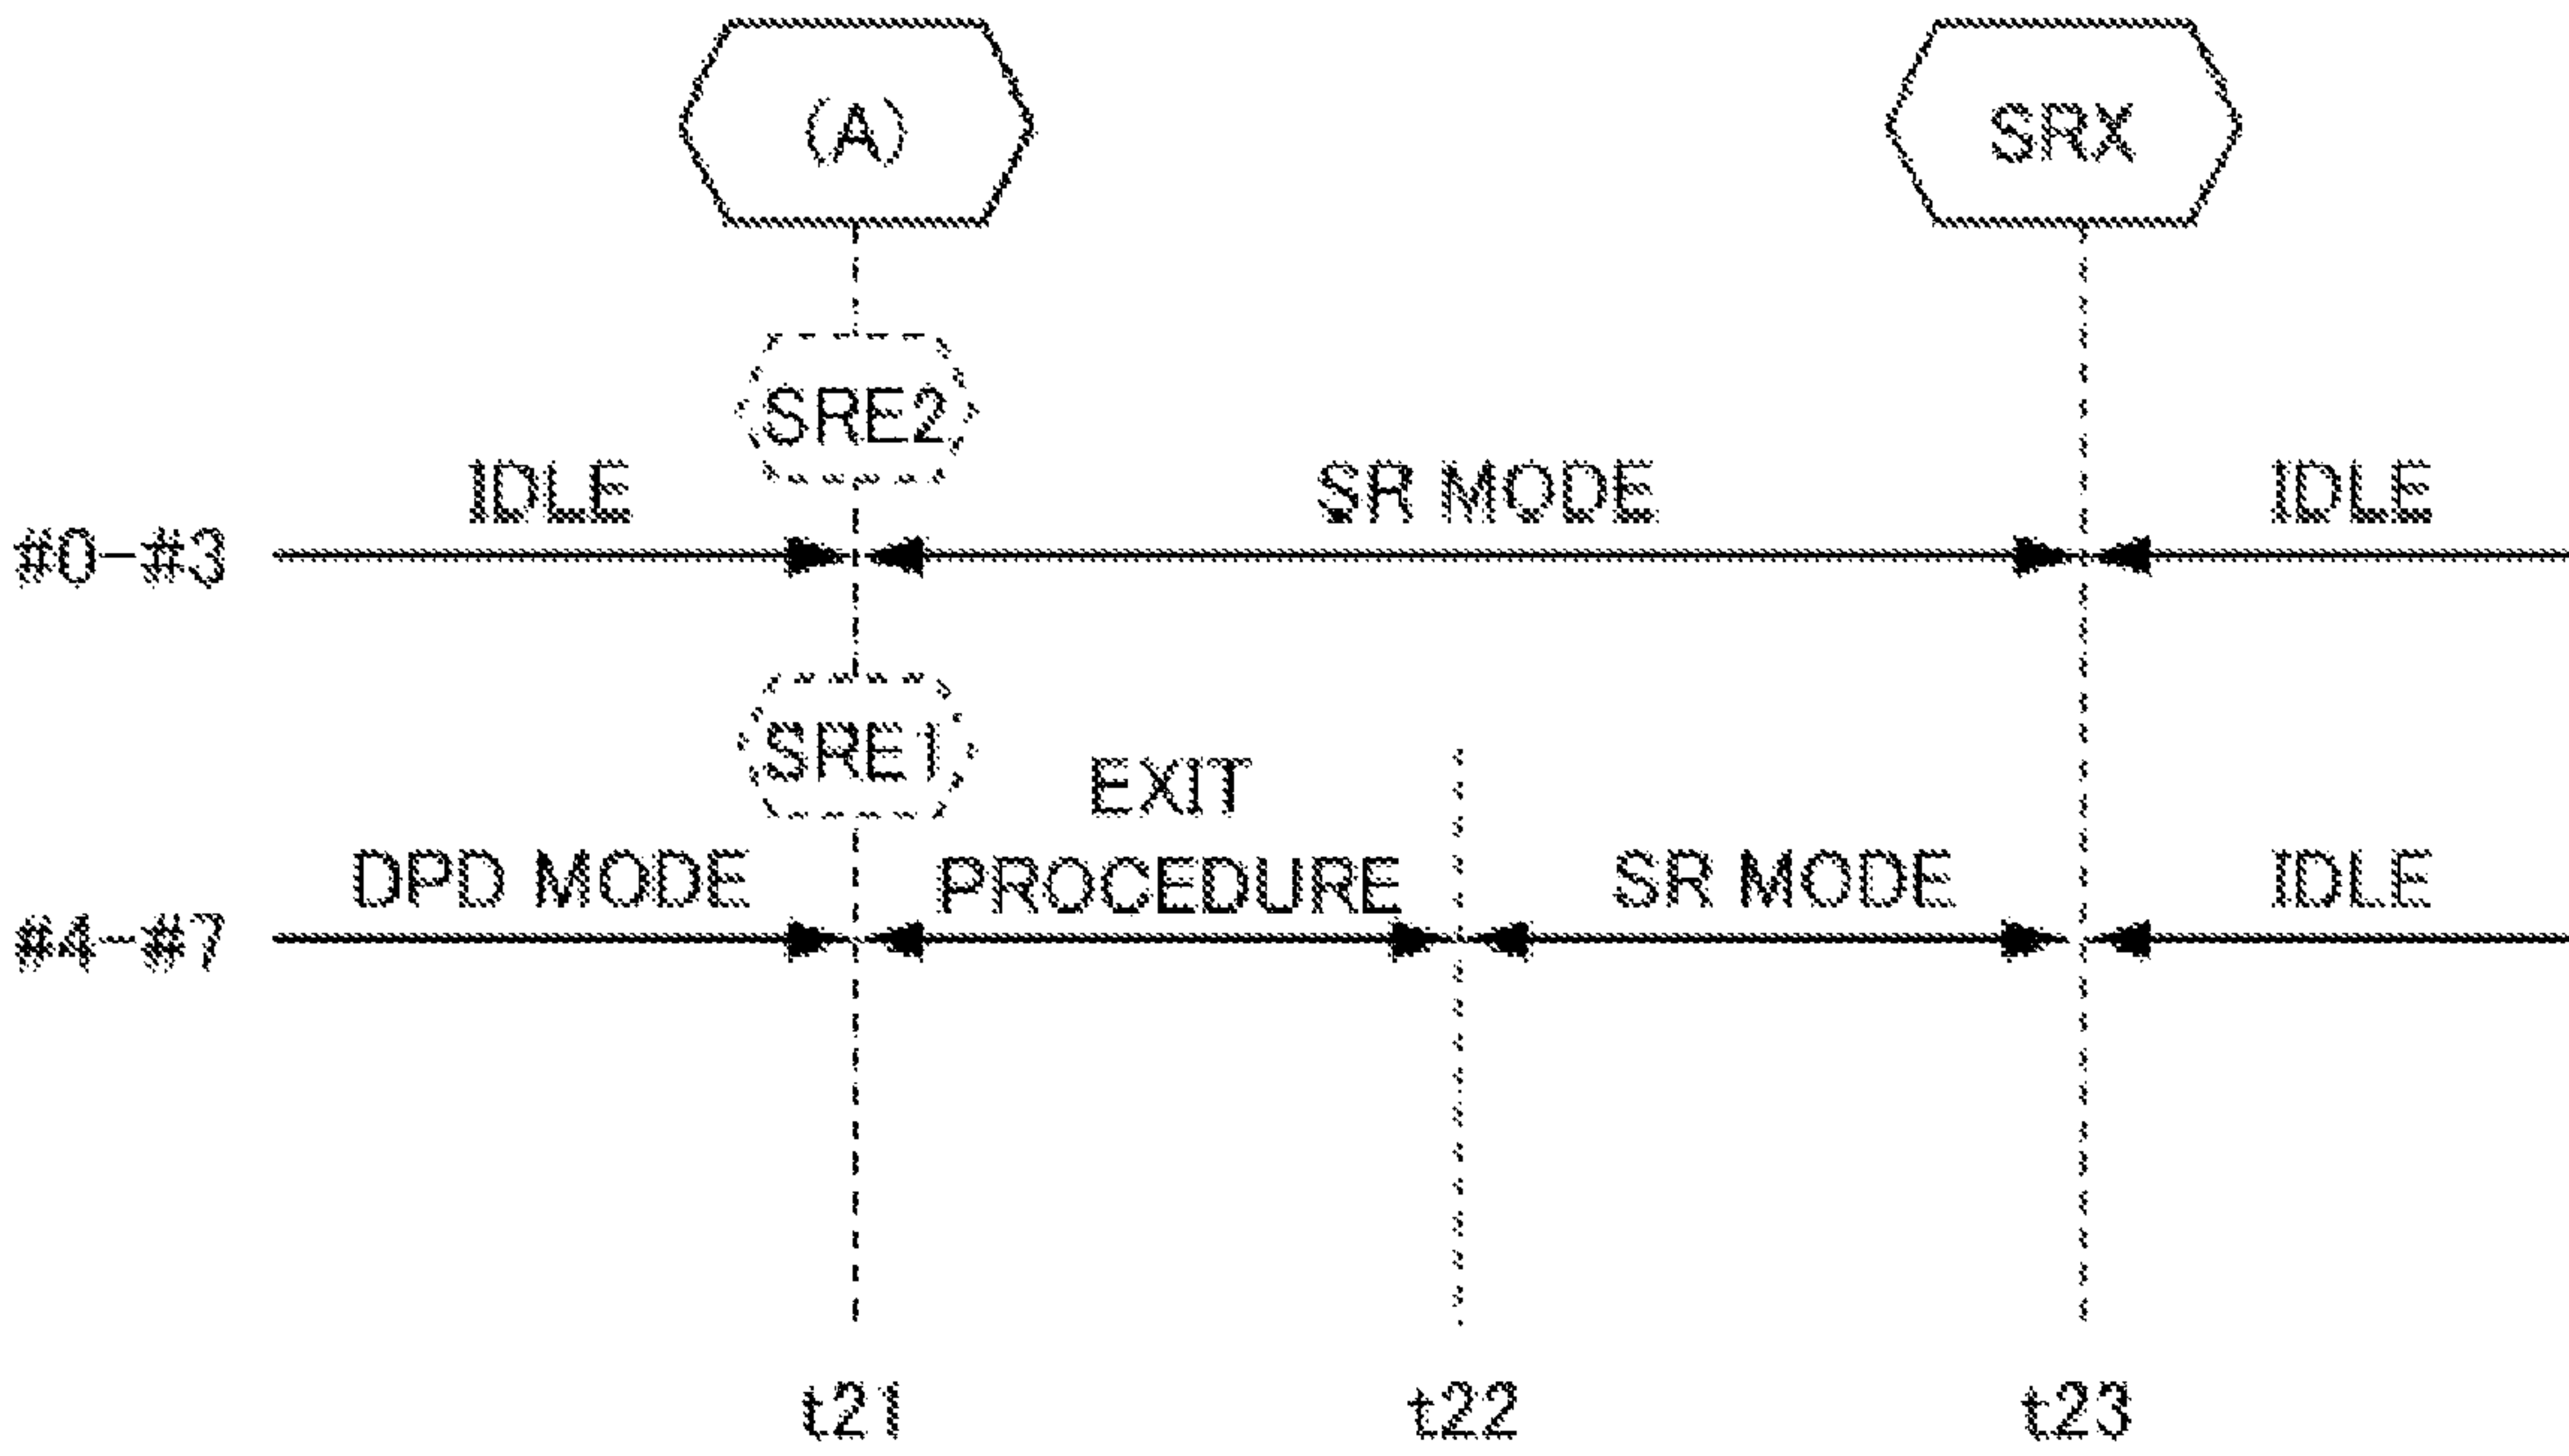 (A)
SRX
SRE2
IDLE
SR MODE
IDLE
#0-#3
SRE1
EXIT
PROCEDURE
DPD MODE
SR MODE
IDLE
#4-#7
t21
t22
t23